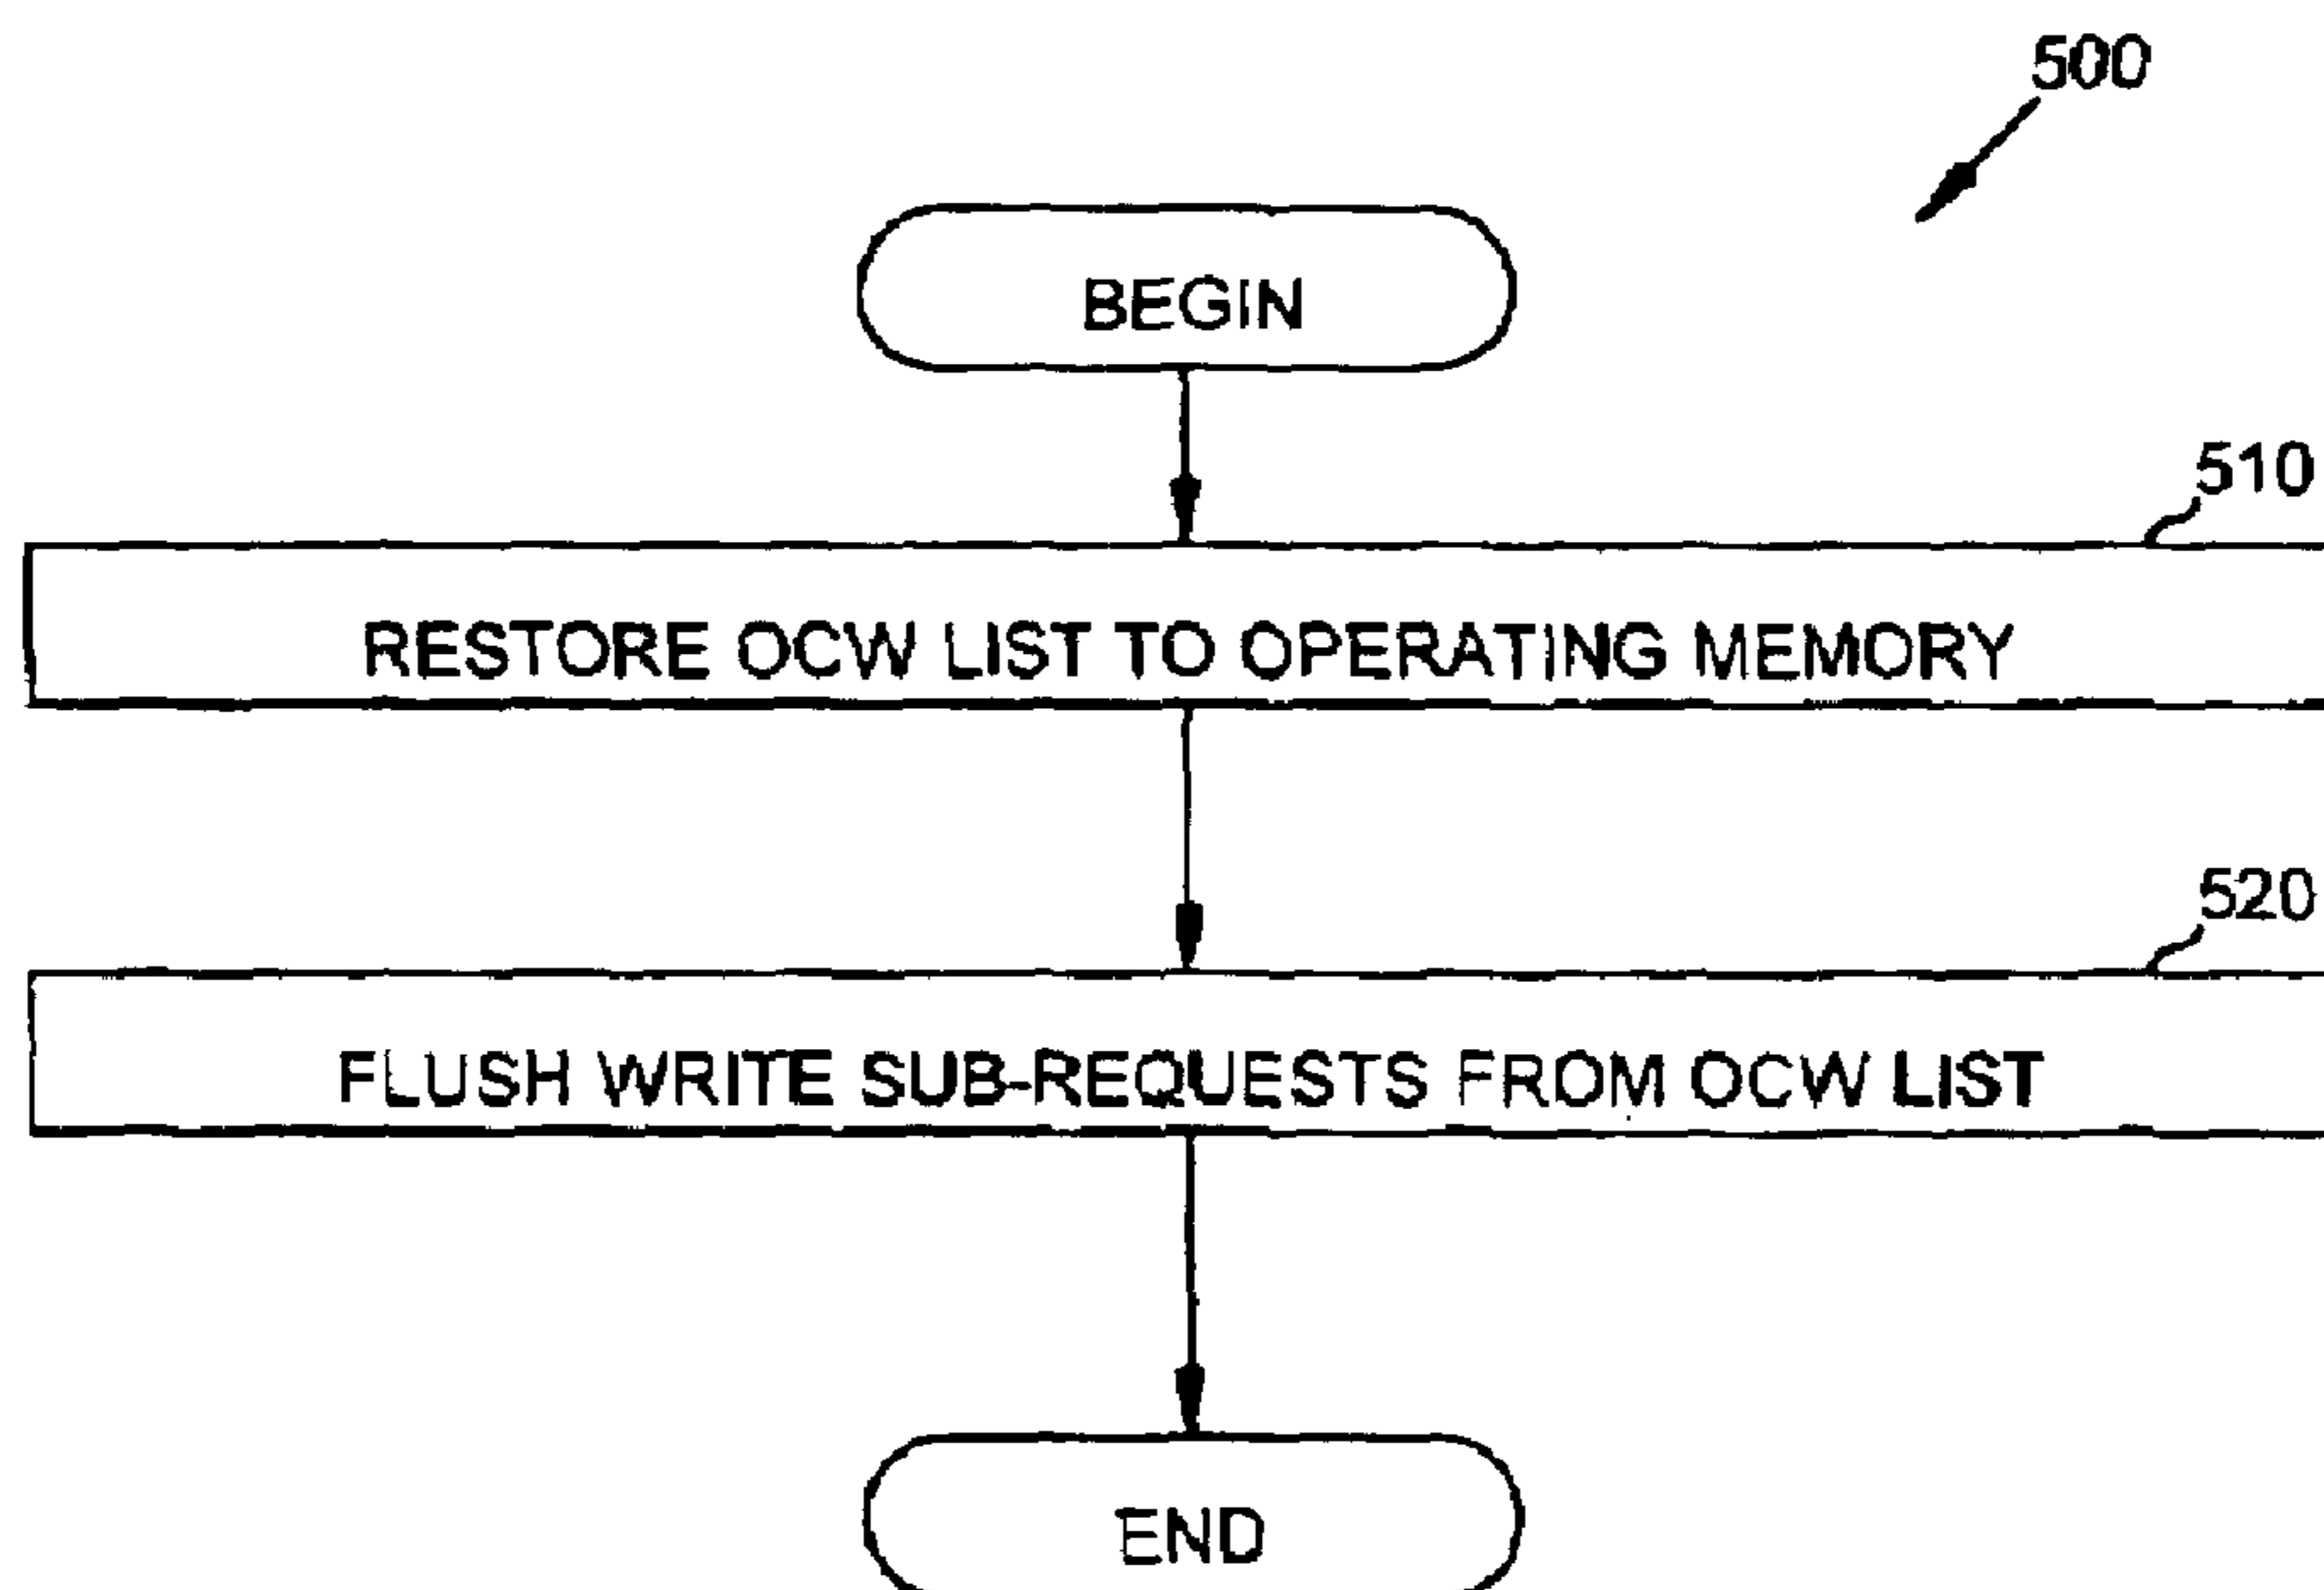 500
BEGIN
510
RESTORE OCW LIST TO OPERATING MEMORY
520
FLUSH WRITE SUB-REQUESTS FROM OCW LIST
END